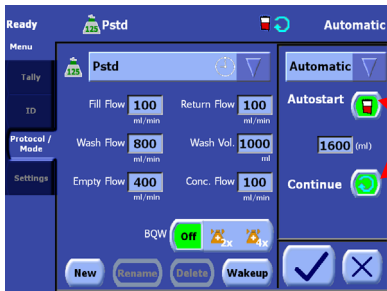 Ready 125 Pstd Automatic
Menu
Tally
ID
Protocol /
Mode
Settings
125 Pstd
Fill Flow 100 ml/min Return Flow 100 ml/min
Wash Flow 800 ml/min Wash Vol. 1000 ml
Empty Flow 400 ml/min Conc. Flow 100 ml/min
BQW Off 2x 4x
New Rename Delete Wakeup
Automatic
Autostart
1600 (ml)
Continue